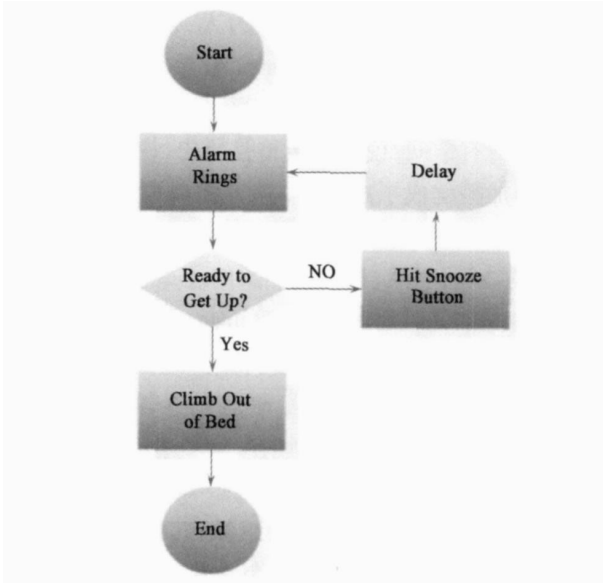 Start
Alarm
Rings
Delay
Ready to
Get Up?
NO
Hit Snooze
Button
Yes
Climb Out
of Bed
End